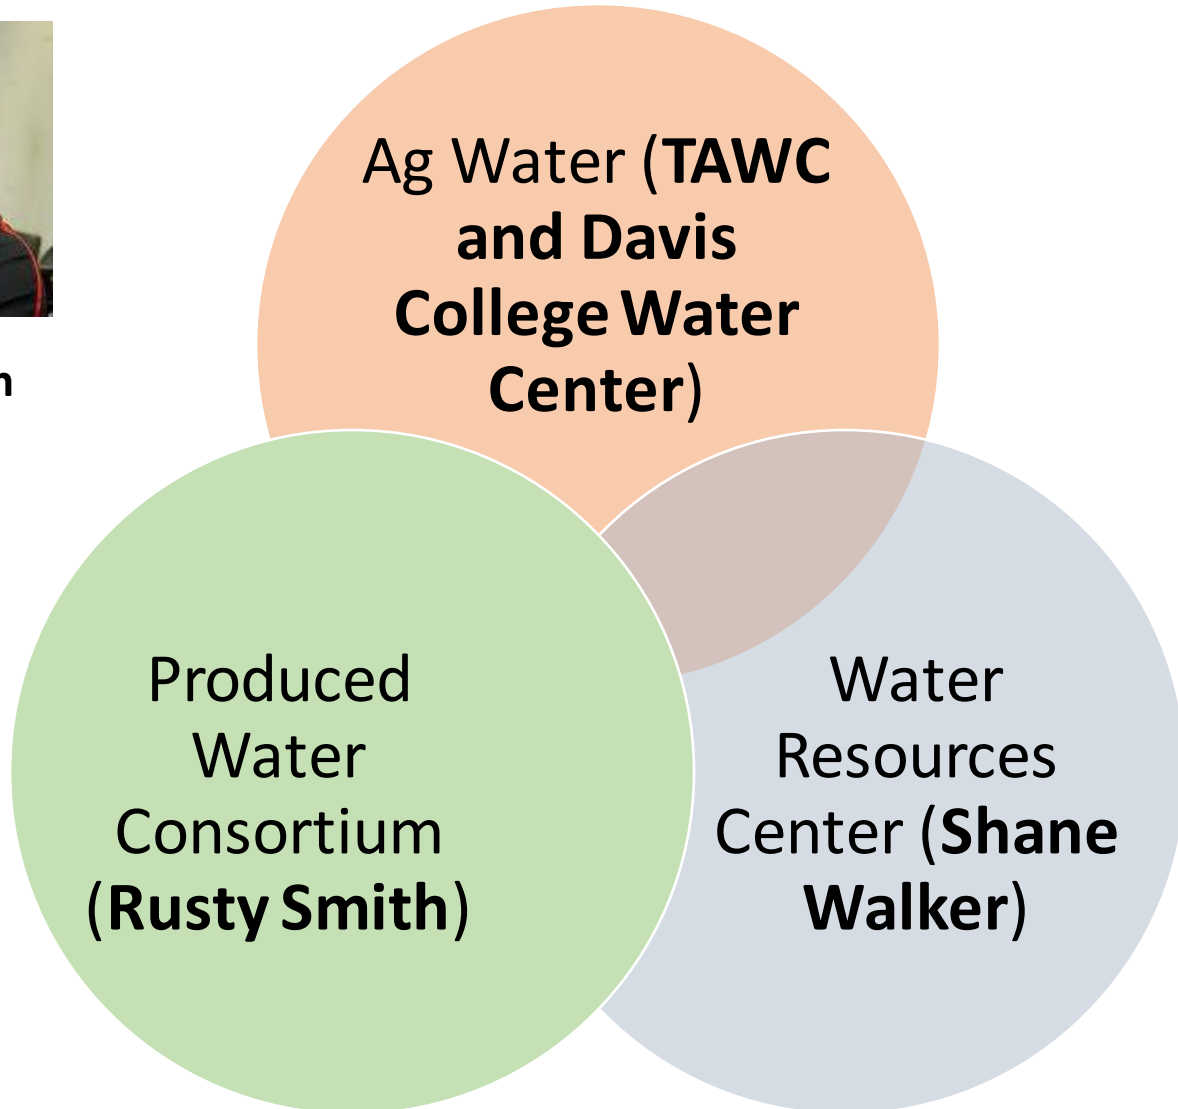 Ag Water (TAWC
and Davis
College Water
Center)
n
Produced
Water
Consortium
(Rusty Smith)
Water
Resources
Center (Shane
Walker)